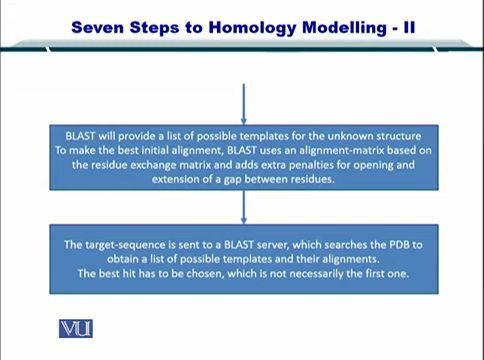 Seven Steps to Homology Modelling - II
BLAST will provide a list of possible templates for the unknown structure
To make the best initial alignment, BLAST uses an alignment-matrix based on
the residue exchange matrix and adds extra penalties for opening and
extension of a gap between residues.
The target-sequence is sent to a BLAST server, which searches the PDB to
obtain a list of possible templates and their alignments.
The best hit has to be chosen, which is not necessarily the first one.
VU